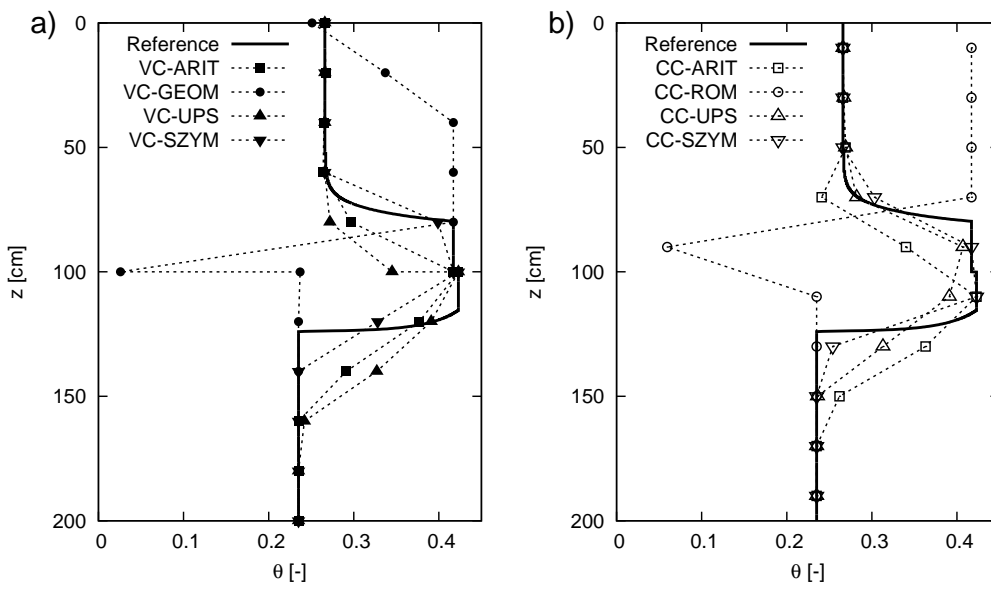 a)
0
50
100
150
200
z [cm]
Reference
VC-ARIT
VC-GEOM
VC-UPS
VC-SZYM
0 0.1 0.2 0.3 0.4
θ [-]
b)
0
50
100
150
200
z [cm]
Reference
CC-ARIT
CC-ROM
CC-UPS
CC-SZYM
0 0.1 0.2 0.3 0.4
θ [-]